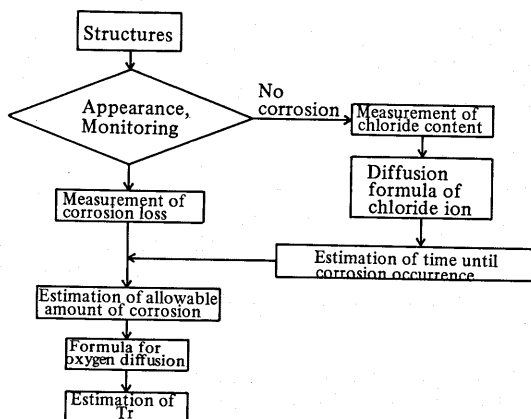 Structures
Appearance,
Monitoring
No
corrosion
Measurement of
chloride content
Diffusion
formula of
chloride ion
Measurement of
corrosion loss
Estimation of time until
corrosion occurrence
Estimation of allowable
amount of corrosion
Formula for
oxygen diffusion
Estimation of
Tr